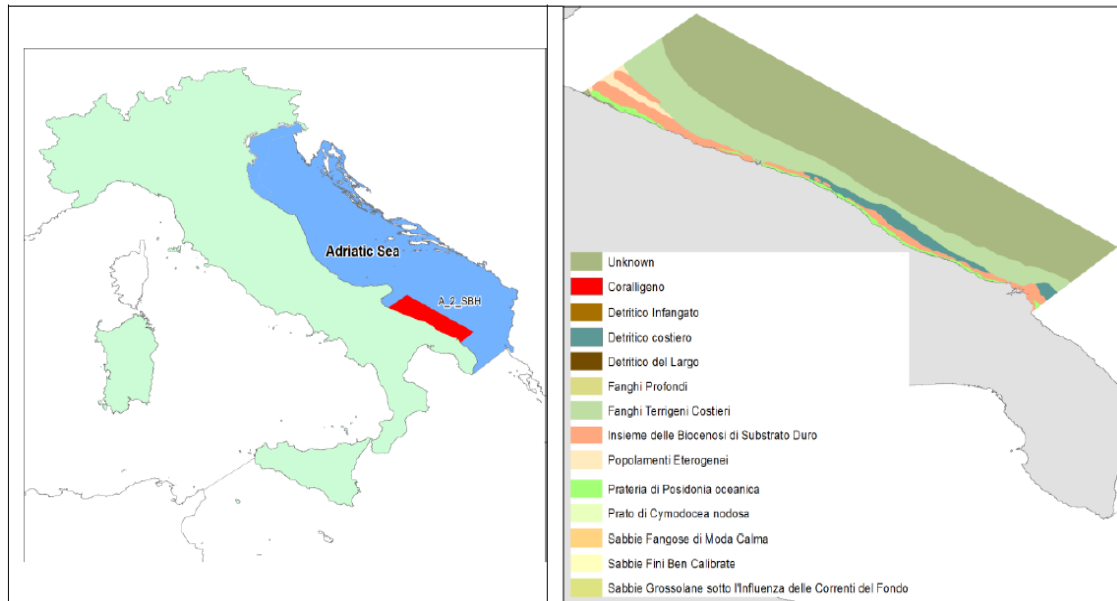 Adriatic Sea
A_2_SBH
Unknown
Coralligeno
Detritico Infangato
Detritico costiero
Detritico del Largo
Fanghi Profondi
Fanghi Terrigeni Costieri
Insieme delle Biocenosi di Substrato Duro
Popolamenti Eterogenei
Prateria di Posidonia oceanica
Prato di Cymodocea nodosa
Sabbie Fangose di Moda Calma
Sabbie Fini Ben Calibrate
Sabbie Grossolane sotto l'Influenza delle Correnti del Fondo